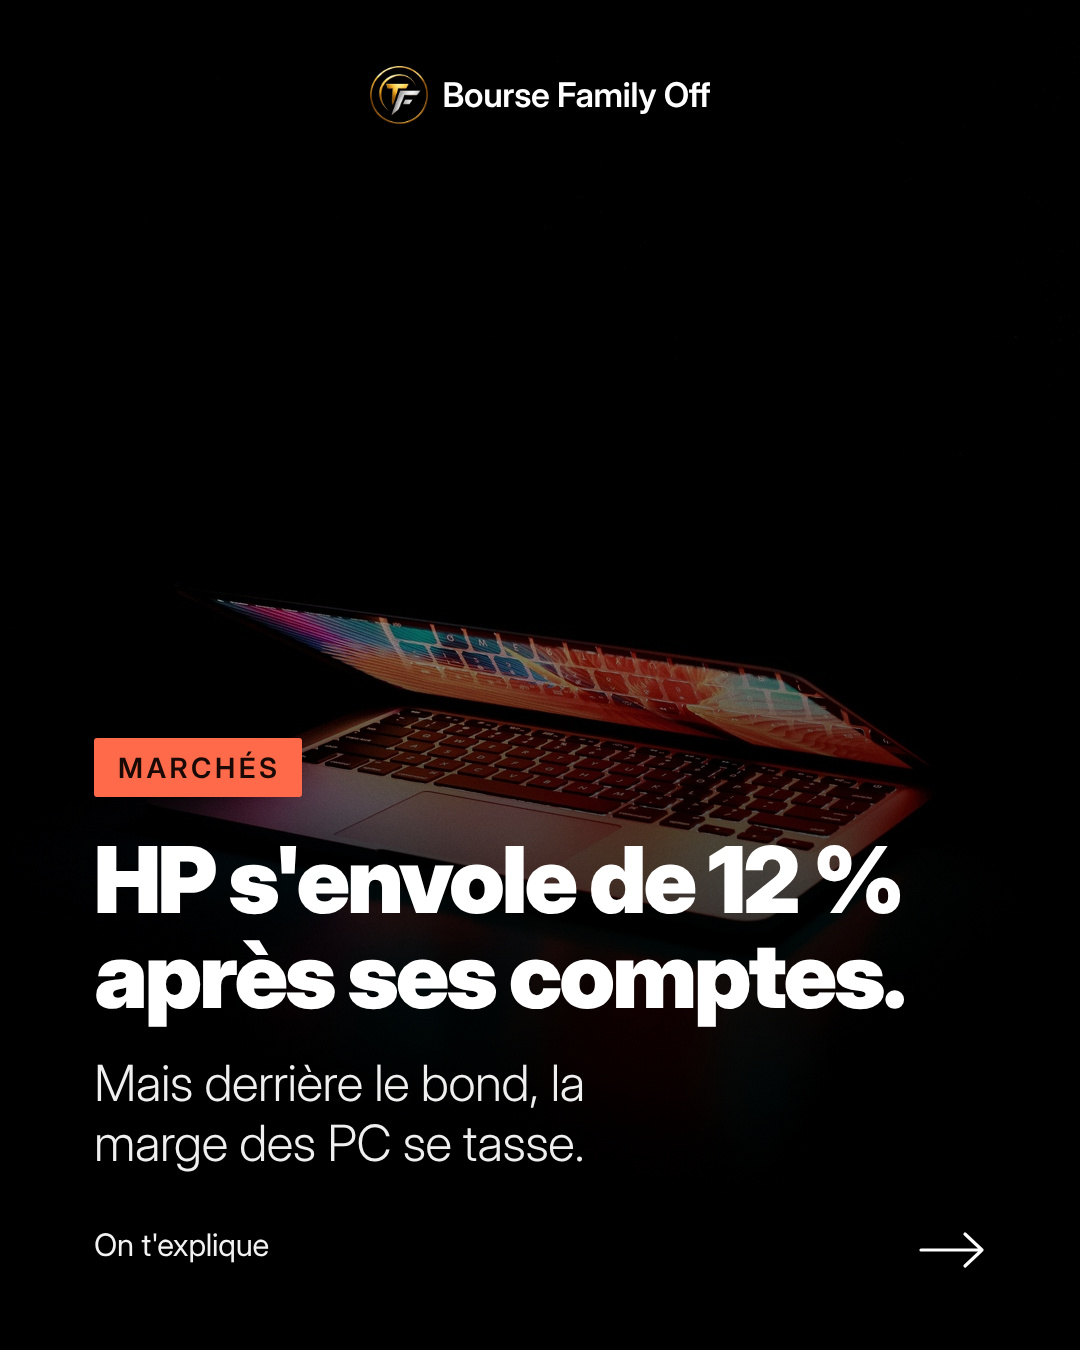 TF Bourse Family Off
MARCHÉS
HP s'envole de 12 %
après ses comptes.
Mais derrière le bond, la
marge des PC se tasse.
On t'explique